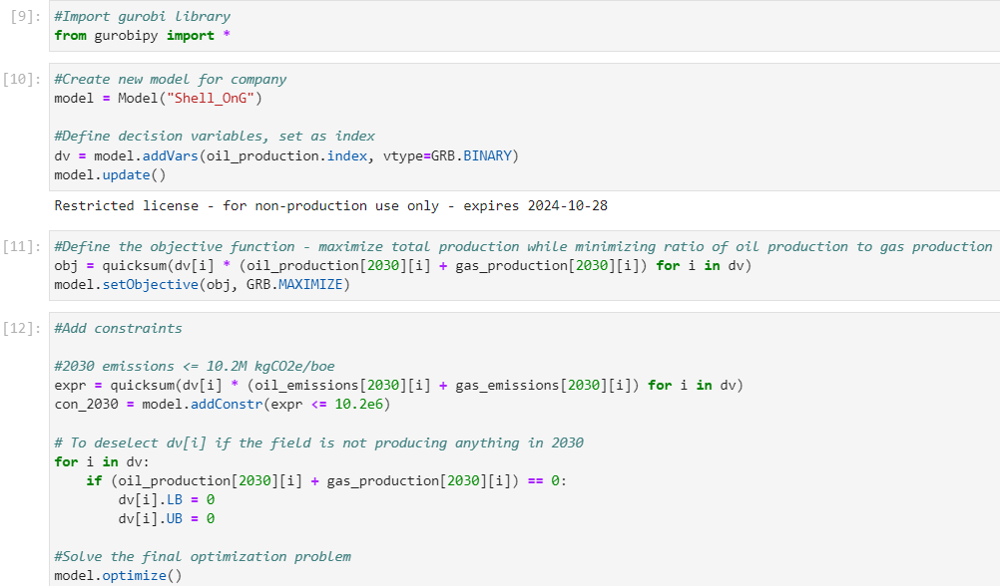 [9]: #Import gurobi library
from gurobipy import *
[10]: #Create new model for company
model = Model("Shell_OnG")
#Define decision variables, set as index
dv = model.addVars(oil_production.index, vtype=GRB.BINARY)
model.update()
Restricted license - for non-production use only - expires 2024-10-28
[11]: #Define the objective function - maximize total production while minimizing ratio of oil production to gas production
obj = quicksum(dv[i] * (oil_production[2030][i] + gas_production[2030][i]) for i in dv)
model.setObjective(obj, GRB.MAXIMIZE)
[12]: #Add constraints
#2030 emissions <= 10.2M kgCO2e/boe
expr = quicksum(dv[i] * (oil_emissions[2030][i] + gas_emissions[2030][i]) for i in dv)
con_2030 = model.addConstr(expr <= 10.2e6)
# To deselect dv[i] if the field is not producing anything in 2030
for i in dv:
    if (oil_production[2030][i] + gas_production[2030][i]) == 0:
        dv[i].LB = 0
        dv[i].UB = 0
#Solve the final optimization problem
model.optimize()